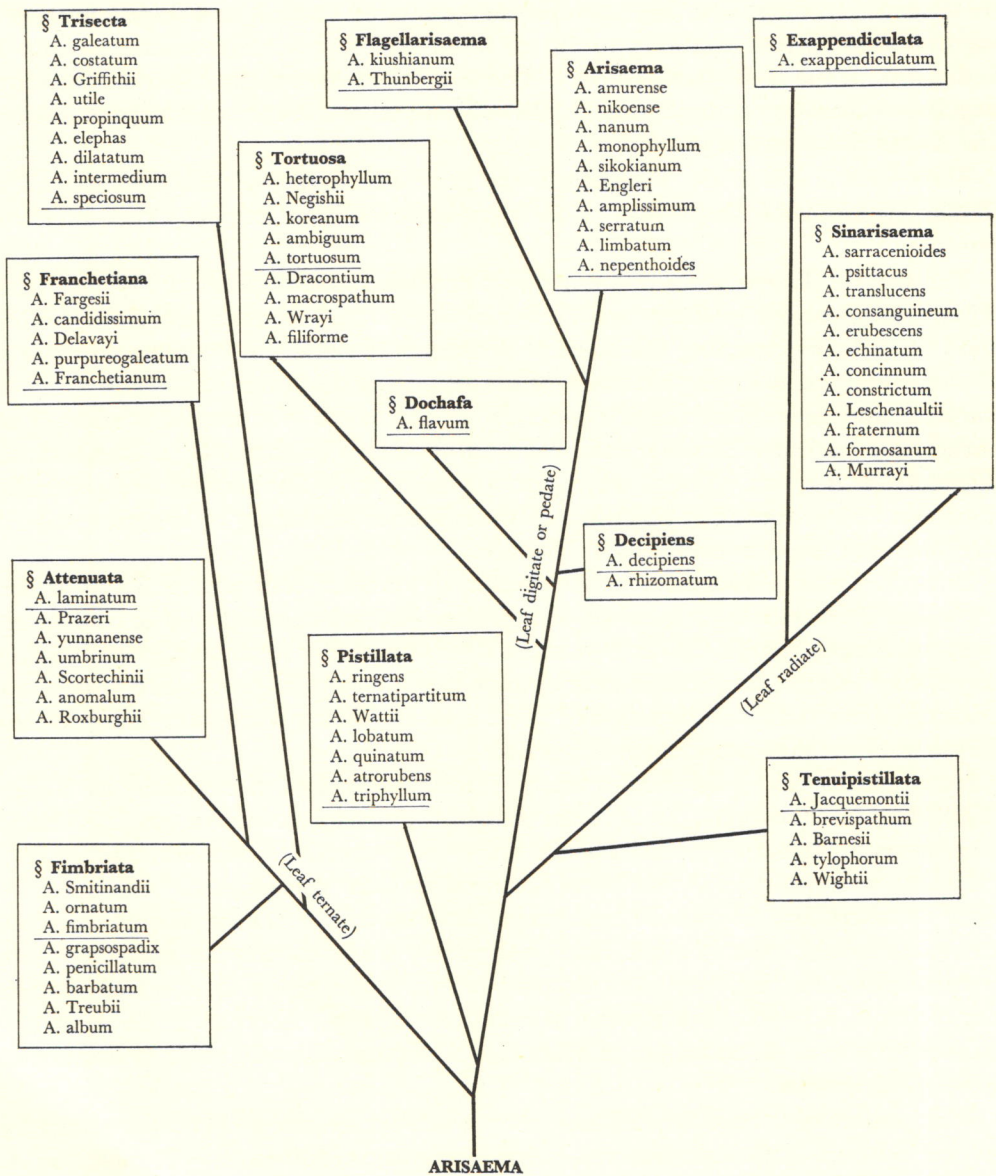 § Trisecta
A. galeatum
A. costatum
A. Griffithii
A. utile
A. propinquum
A. elephas
A. dilatatum
A. intermedium
A. speciosum
§ Flagellarisaema
A. kiushianum
A. Thunbergii
§ Arisaema
A. amurense
A. nikoense
A. nanum
A. monophyllum
A. sikokianum
A. Engleri
A. amplissimum
A. serratum
A. limbatum
A. nepenthoides
§ Exappendiculata
A. exappendiculatum
§ Tortuosa
A. heterophyllum
A. Negishii
A. koreanum
A. ambiguum
A. tortuosum
A. Dracontium
A. macrospathum
A. Wrayi
A. filiforme
§ Sinarisaema
A. sarracenioides
A. psittacus
A. translucens
A. consanguineum
A. erubescens
A. echinatum
A. concinnum
A. constrictum
A. Leschenaultii
A. fraternum
A. formosanum
A. Murrayi
§ Franchetiana
A. Fargesii
A. candidissimum
A. Delavayi
A. purpureogaleatum
A. Franchetianum
§ Dochafa
A. flavum
(Leaf digitate or pedate)
§ Decipiens
A. decipiens
A. rhizomatum
§ Attenuata
A. laminatum
A. Prazeri
A. yunnanense
A. umbrinum
A. Scortechinii
A. anomalum
A. Roxburghii
§ Pistillata
A. ringens
A. ternatipartitum
A. Wattii
A. lobatum
A. quinatum
A. atrorubens
A. triphyllum
(Leaf radiate)
§ Tenuipistillata
A. Jacquemontii
A. brevispathum
A. Barnesii
A. tylophorum
A. Wightii
§ Fimbriata
A. Smitinandii
A. ornatum
A. fimbriatum
A. grapsospadix
A. penicillatum
A. barbatum
A. Treubii
A. album
(Leaf ternate)
ARISAEMA